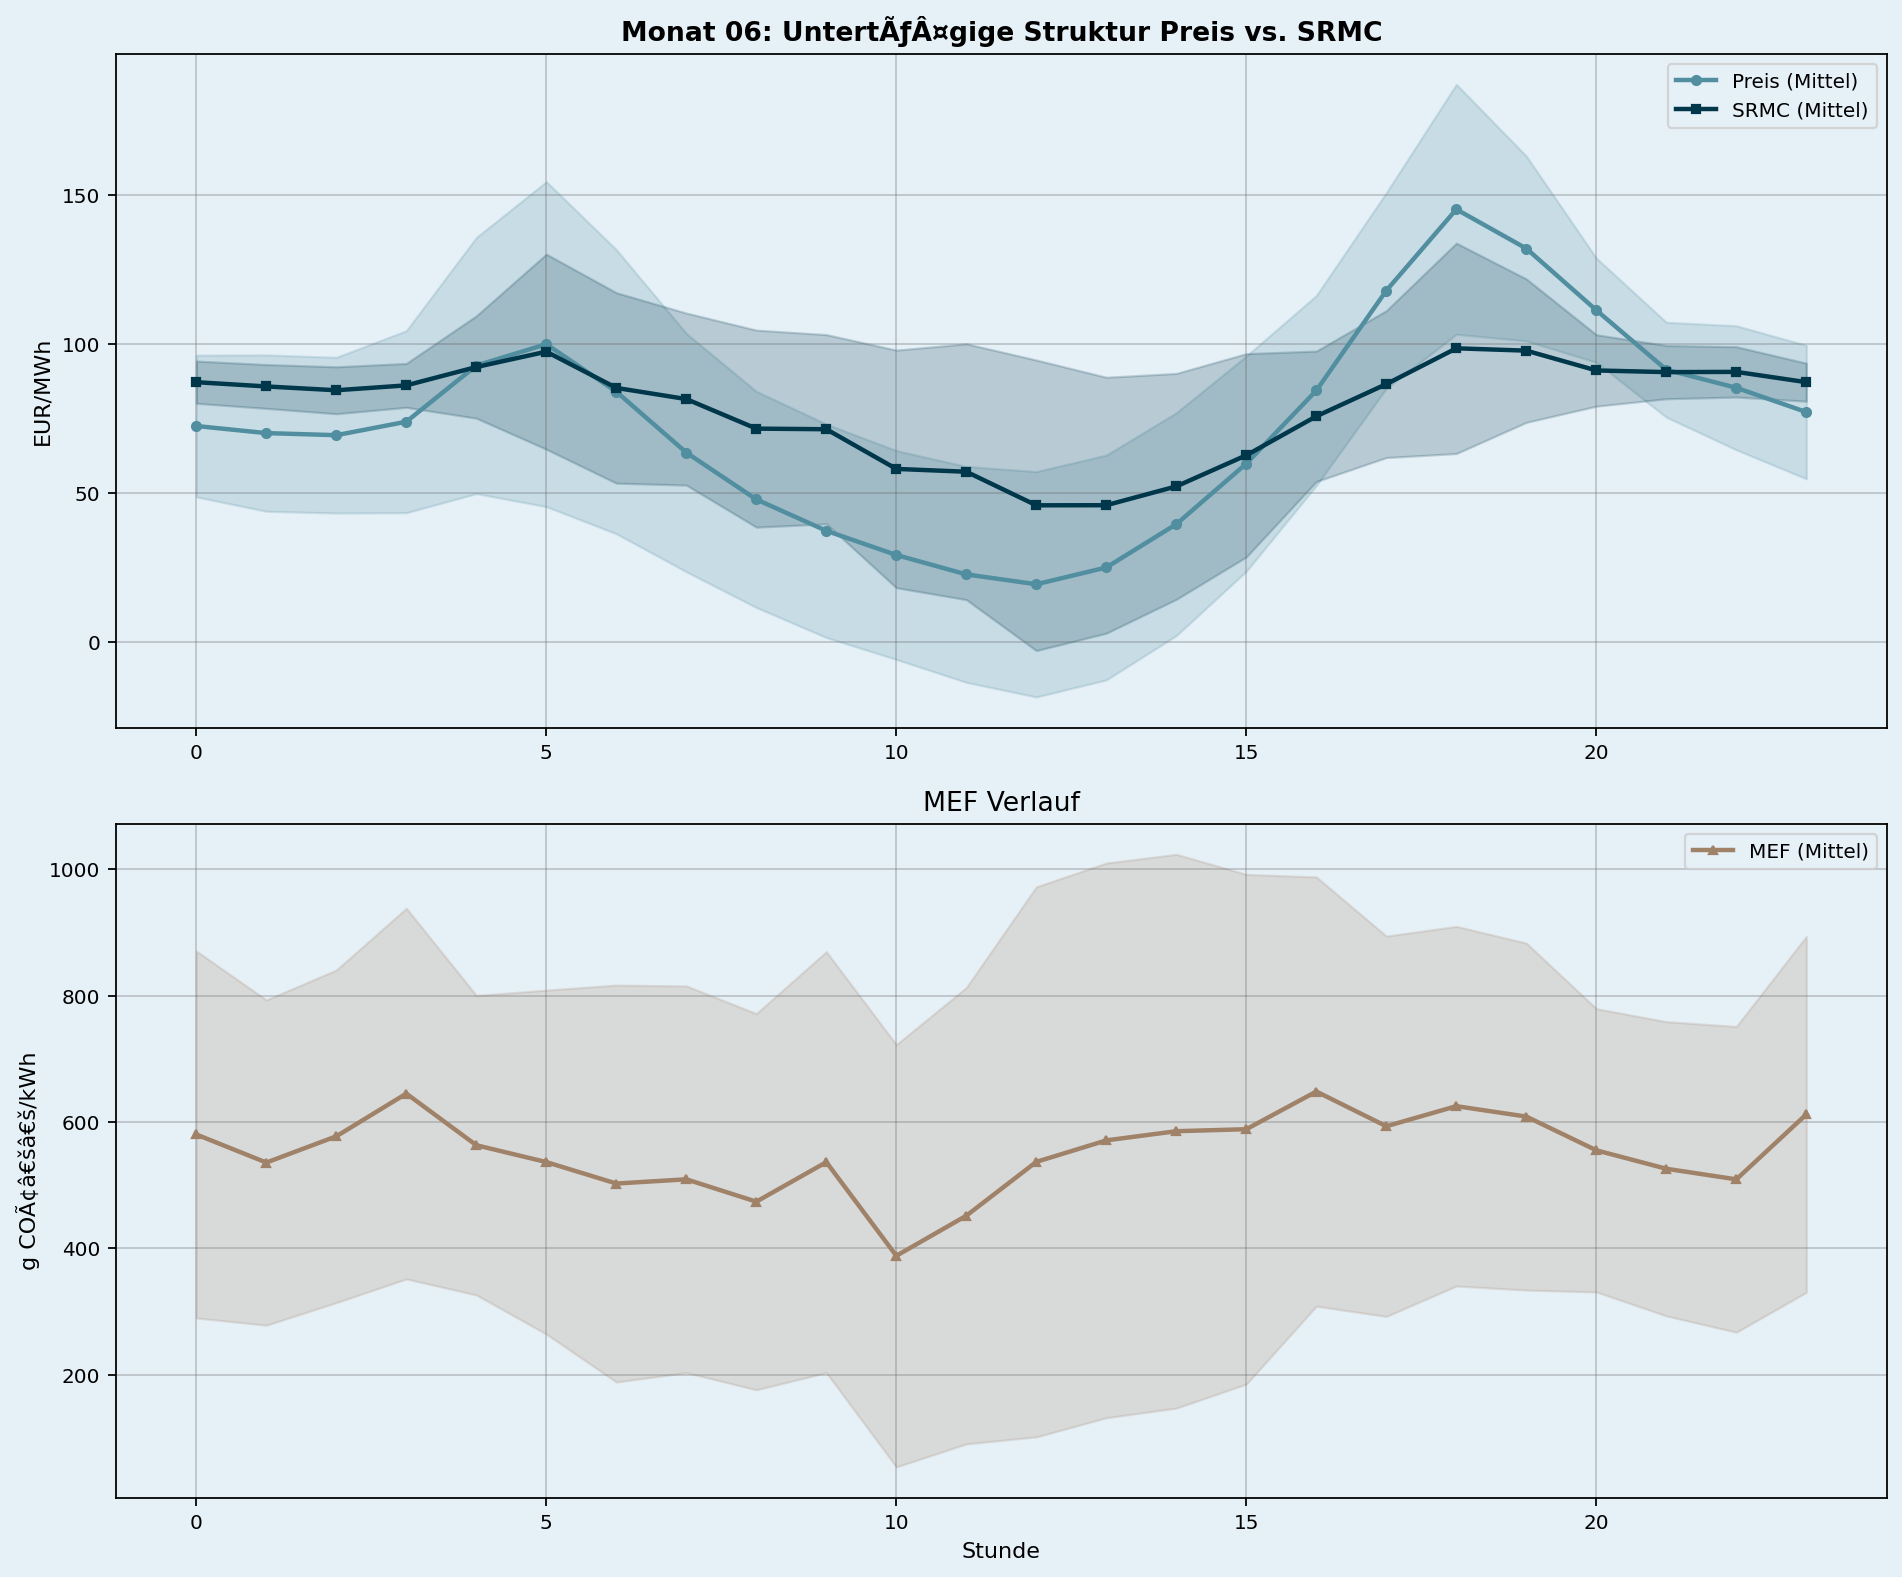 Monat 06: UntertÃƒÂ¤gige Struktur Preis vs. SRMC
Preis (Mittel)
SRMC (Mittel)
EUR/MWh
150
100
50
0
0 5 10 15 20
MEF Verlauf
MEF (Mittel)
g COÃ¢â€šâ€š/kWh
1000
800
600
400
200
0 5 10 15 20
Stunde